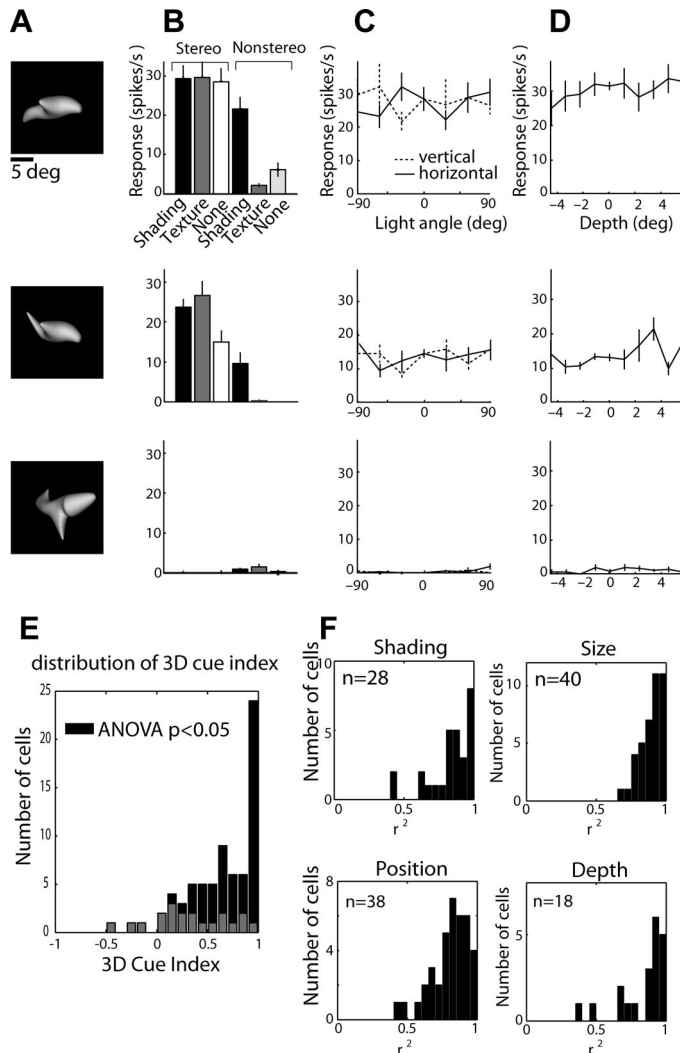 A
B
C
D
Stereo
Nonstereo
Response (spikes/s)
30
20
10
0
Shading
Texture
None
Shading
Texture
None
5 deg
Response (spikes/s)
30
20
10
vertical
horizontal
-90
0
90
Light angle (deg)
Response (spikes/s)
30
20
10
0
-4
-2
0
2
4
Depth (deg)
30
20
10
0
30
20
10
-90
0
90
30
20
10
0
-4
-2
0
2
4
30
20
10
0
30
20
10
0
-90
0
90
30
20
10
0
-4
-2
0
2
4
E
distribution of 3D cue index
Number of cells
25
20
15
10
5
0
ANOVA p<0.05
-1
-0.5
0
0.5
1
3D Cue Index
F
Shading
Number of cells
10
5
0
n=28
0
0.5
1
r 2
Size
Number of cells
10
5
0
n=40
0
0.5
1
r 2
Position
Number of cells
8
4
0
n=38
0
0.5
1
r 2
Depth
Number of cells
5
0
n=18
0
0.5
1
r 2